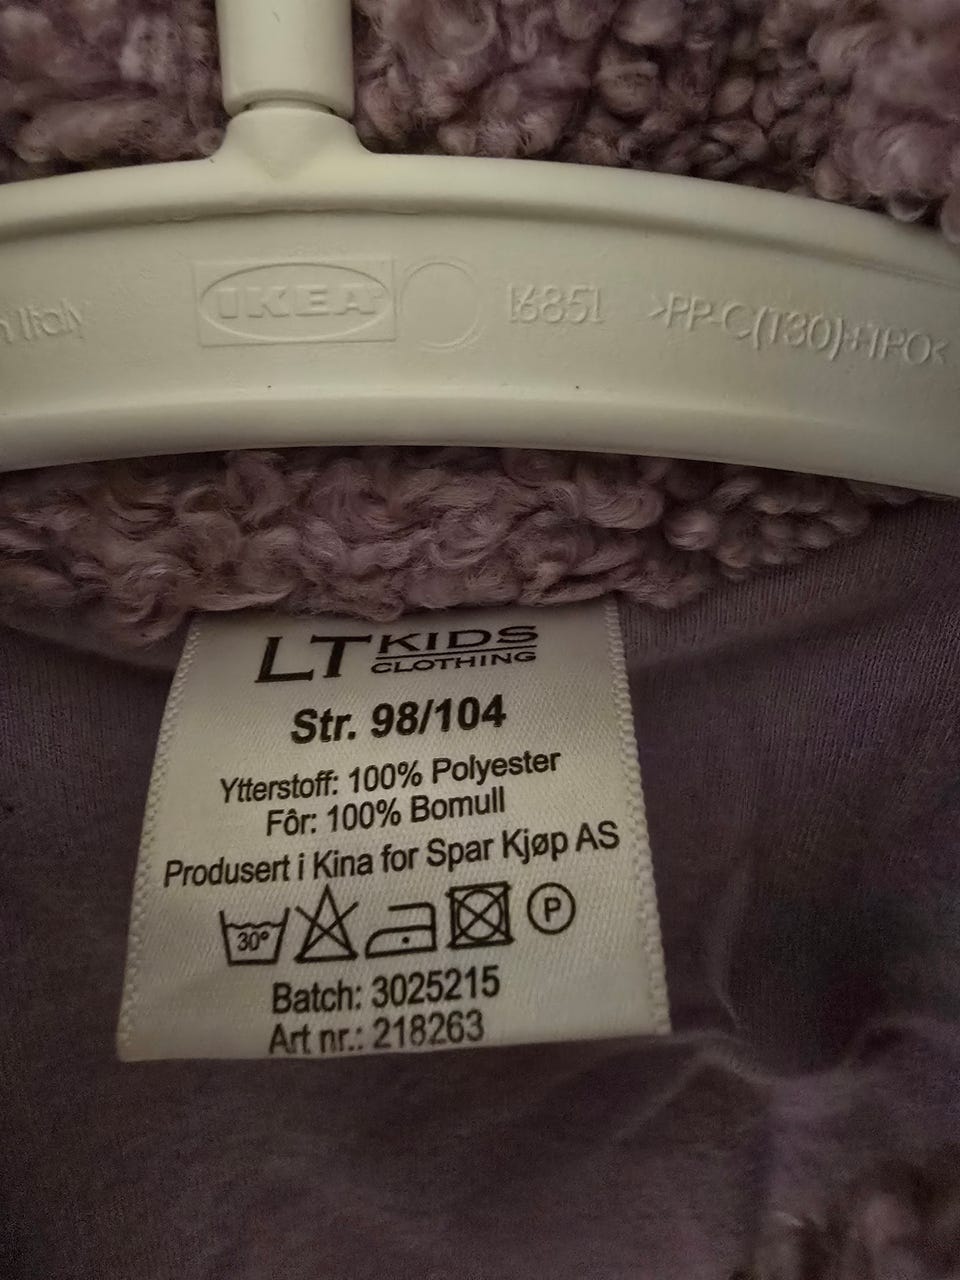 n Italy IKEA 16851 >PP-C(T30)+TPO<
LT KIDS
CLOTHING
Str. 98/104
Ytterstoff: 100% Polyester
Fôr: 100% Bomull
Produsert i Kina for Spar Kjøp AS
30° P
Batch: 3025215
Art nr.: 218263